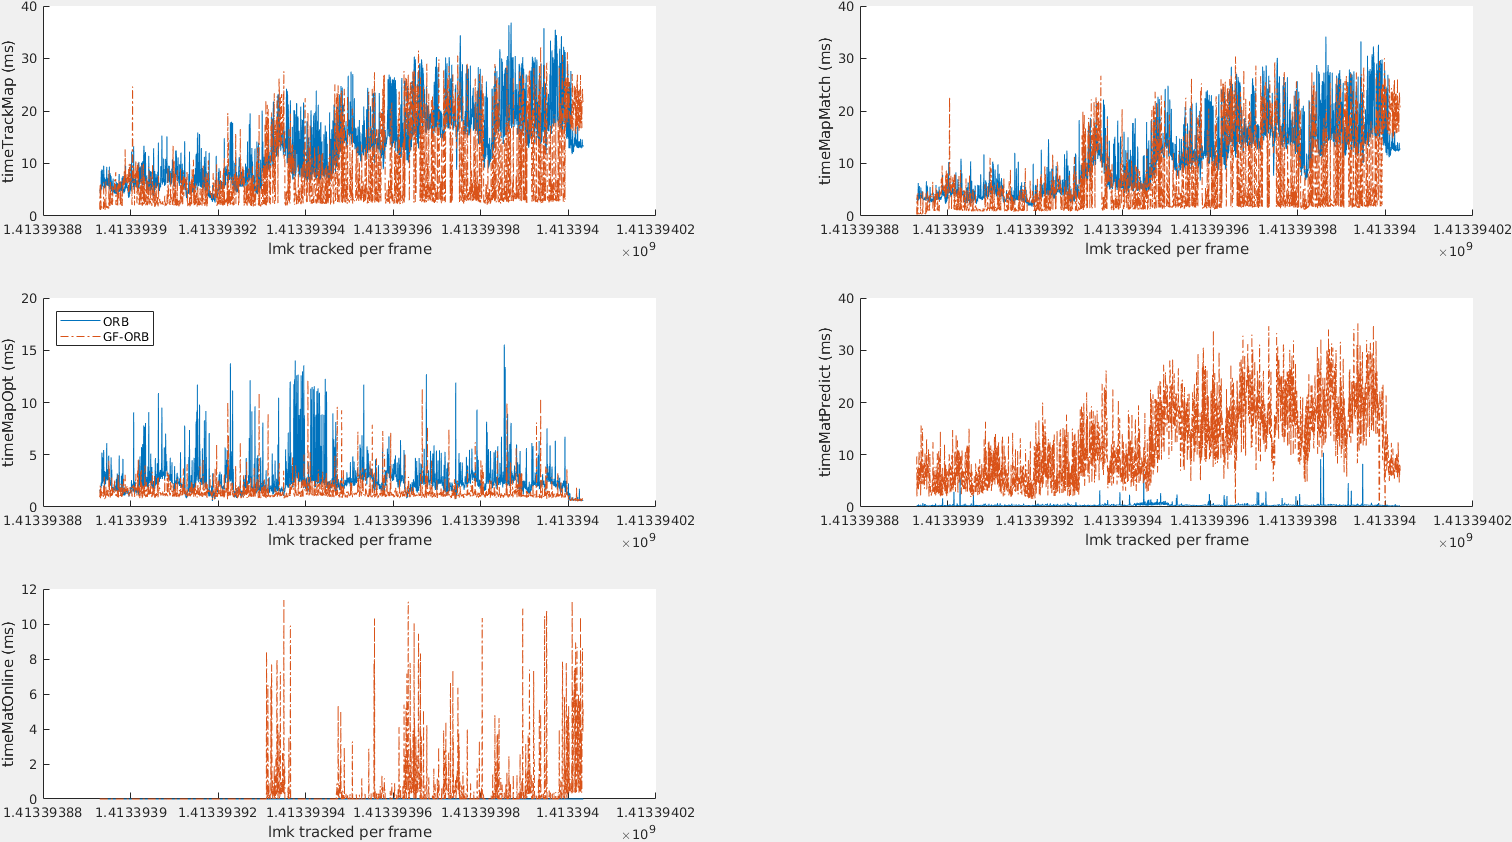 40
30
20
10
0
timeTrackMap (ms)
1.41339388 1.4133939 1.41339392 1.41339394 1.41339396 1.41339398 1.413394 1.41339402
lmk tracked per frame
×10^9
40
30
20
10
0
timeMapMatch (ms)
1.41339388 1.4133939 1.41339392 1.41339394 1.41339396 1.41339398 1.413394 1.41339402
lmk tracked per frame
×10^9
20
15
10
5
0
timeMapOpt (ms)
ORB
GF-ORB
1.41339388 1.4133939 1.41339392 1.41339394 1.41339396 1.41339398 1.413394 1.41339402
lmk tracked per frame
×10^9
40
30
20
10
0
timeMatPredict (ms)
1.41339388 1.4133939 1.41339392 1.41339394 1.41339396 1.41339398 1.413394 1.41339402
lmk tracked per frame
×10^9
12
10
8
6
4
2
0
timeMatOnline (ms)
1.41339388 1.4133939 1.41339392 1.41339394 1.41339396 1.41339398 1.413394 1.41339402
lmk tracked per frame
×10^9